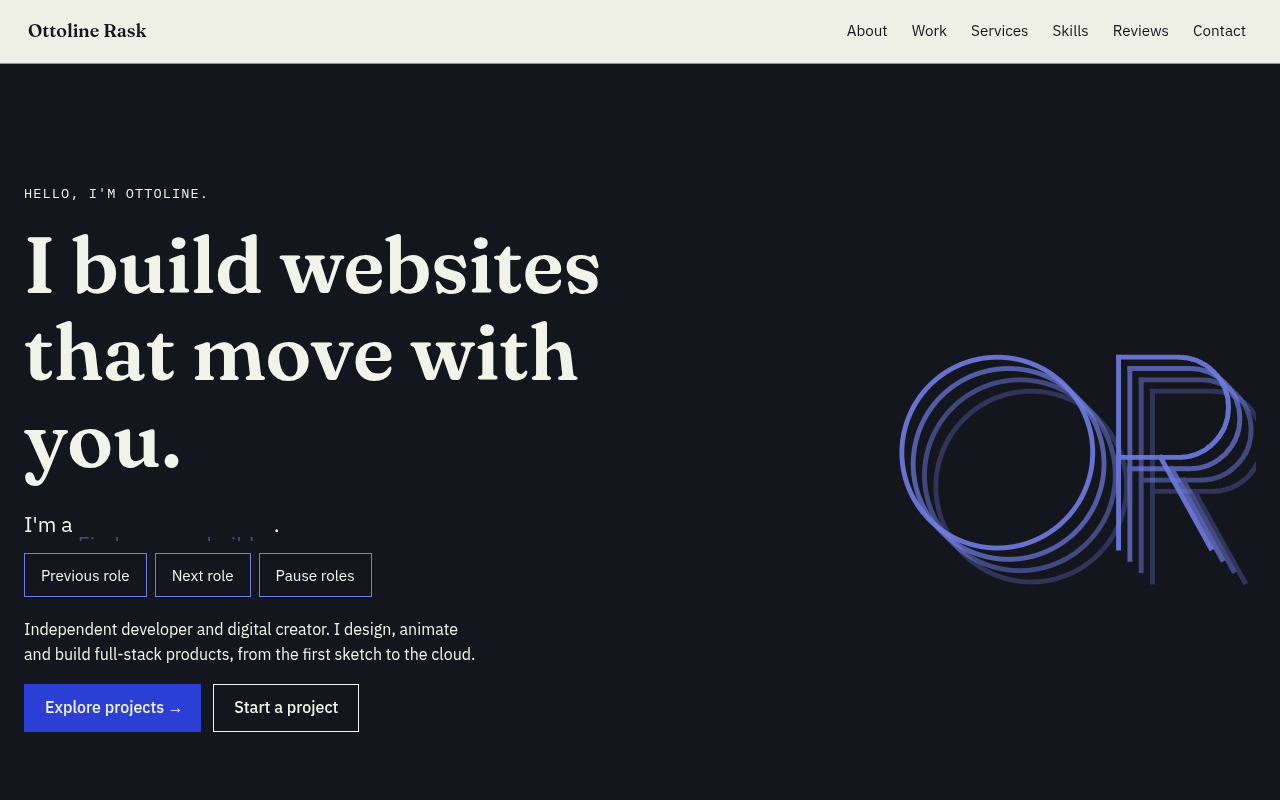 Ottoline Rask
About Work Services Skills Reviews Contact
HELLO, I'M OTTOLINE.
I build websites
that move with
you.
I'm a .
Previous role Next role Pause roles
Independent developer and digital creator. I design, animate
and build full-stack products, from the first sketch to the cloud.
Explore projects →
Start a project
OR